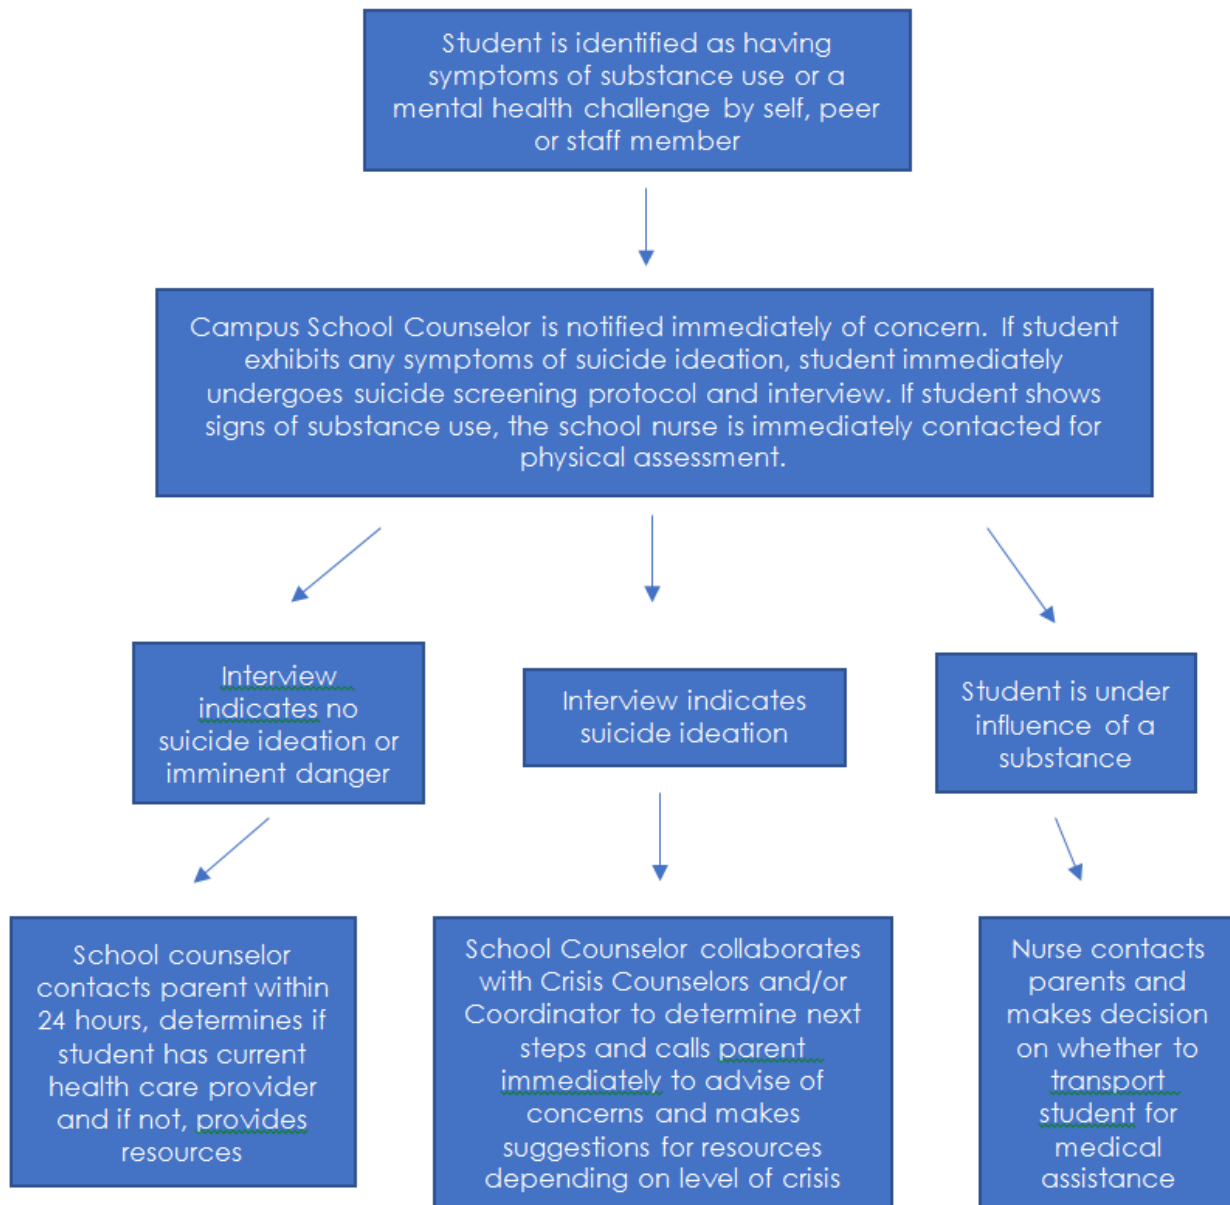 Student is identified as having
symptoms of substance use or a
mental health challenge by self, peer
or staff member
Campus School Counselor is notified immediately of concern. If student
exhibits any symptoms of suicide ideation, student immediately
undergoes suicide screening protocol and interview. If student shows
signs of substance use, the school nurse is immediately contacted for
physical assessment.
Interview
indicates no
suicide ideation or
imminent danger
Interview indicates
suicide ideation
Student is under
influence of a
substance
School counselor
contacts parent within
24 hours, determines if
student has current
health care provider
and if not, provides
resources
School Counselor collaborates
with Crisis Counselors and/or
Coordinator to determine next
steps and calls parent
immediately to advise of
concerns and makes
suggestions for resources
depending on level of crisis
Nurse contacts
parents and
makes decision
on whether to
transport
student for
medical
assistance